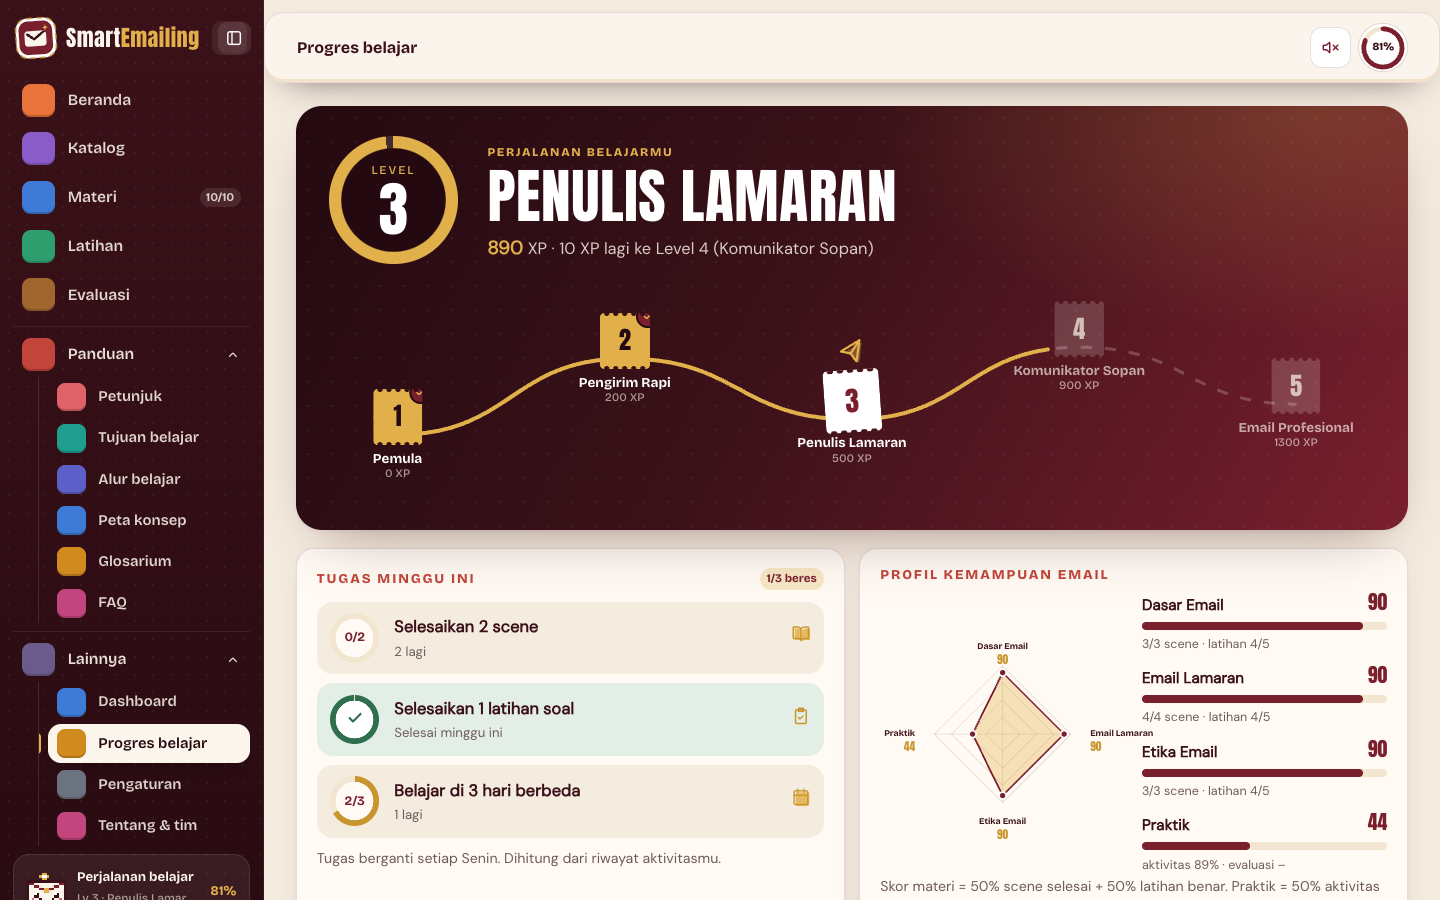 SmartEmailing
Beranda
Katalog
Materi 10/10
Latihan
Evaluasi
Panduan
Petunjuk
Tujuan belajar
Alur belajar
Peta konsep
Glosarium
FAQ
Lainnya
Dashboard
Progres belajar
Pengaturan
Tentang & tim
Perjalanan belajar
Lv 3 · Penulis Lamar
81%
Progres belajar
81%
LEVEL
3
PERJALANAN BELAJARMU
PENULIS LAMARAN
890 XP · 10 XP lagi ke Level 4 (Komunikator Sopan)
1
Pemula
0 XP
2
Pengirim Rapi
200 XP
3
Penulis Lamaran
500 XP
4
Komunikator Sopan
900 XP
5
Email Profesional
1300 XP
TUGAS MINGGU INI
1/3 beres
0/2
Selesaikan 2 scene
2 lagi
Selesaikan 1 latihan soal
Selesai minggu ini
2/3
Belajar di 3 hari berbeda
1 lagi
Tugas berganti setiap Senin. Dihitung dari riwayat aktivitasmu.
PROFIL KEMAMPUAN EMAIL
Dasar Email
90
Praktik
44
Email Lamaran
90
Etika Email
90
Dasar Email 90
3/3 scene · latihan 4/5
Email Lamaran 90
4/4 scene · latihan 4/5
Etika Email 90
3/3 scene · latihan 4/5
Praktik 44
aktivitas 89% · evaluasi –
Skor materi = 50% scene selesai + 50% latihan benar. Praktik = 50% aktivitas